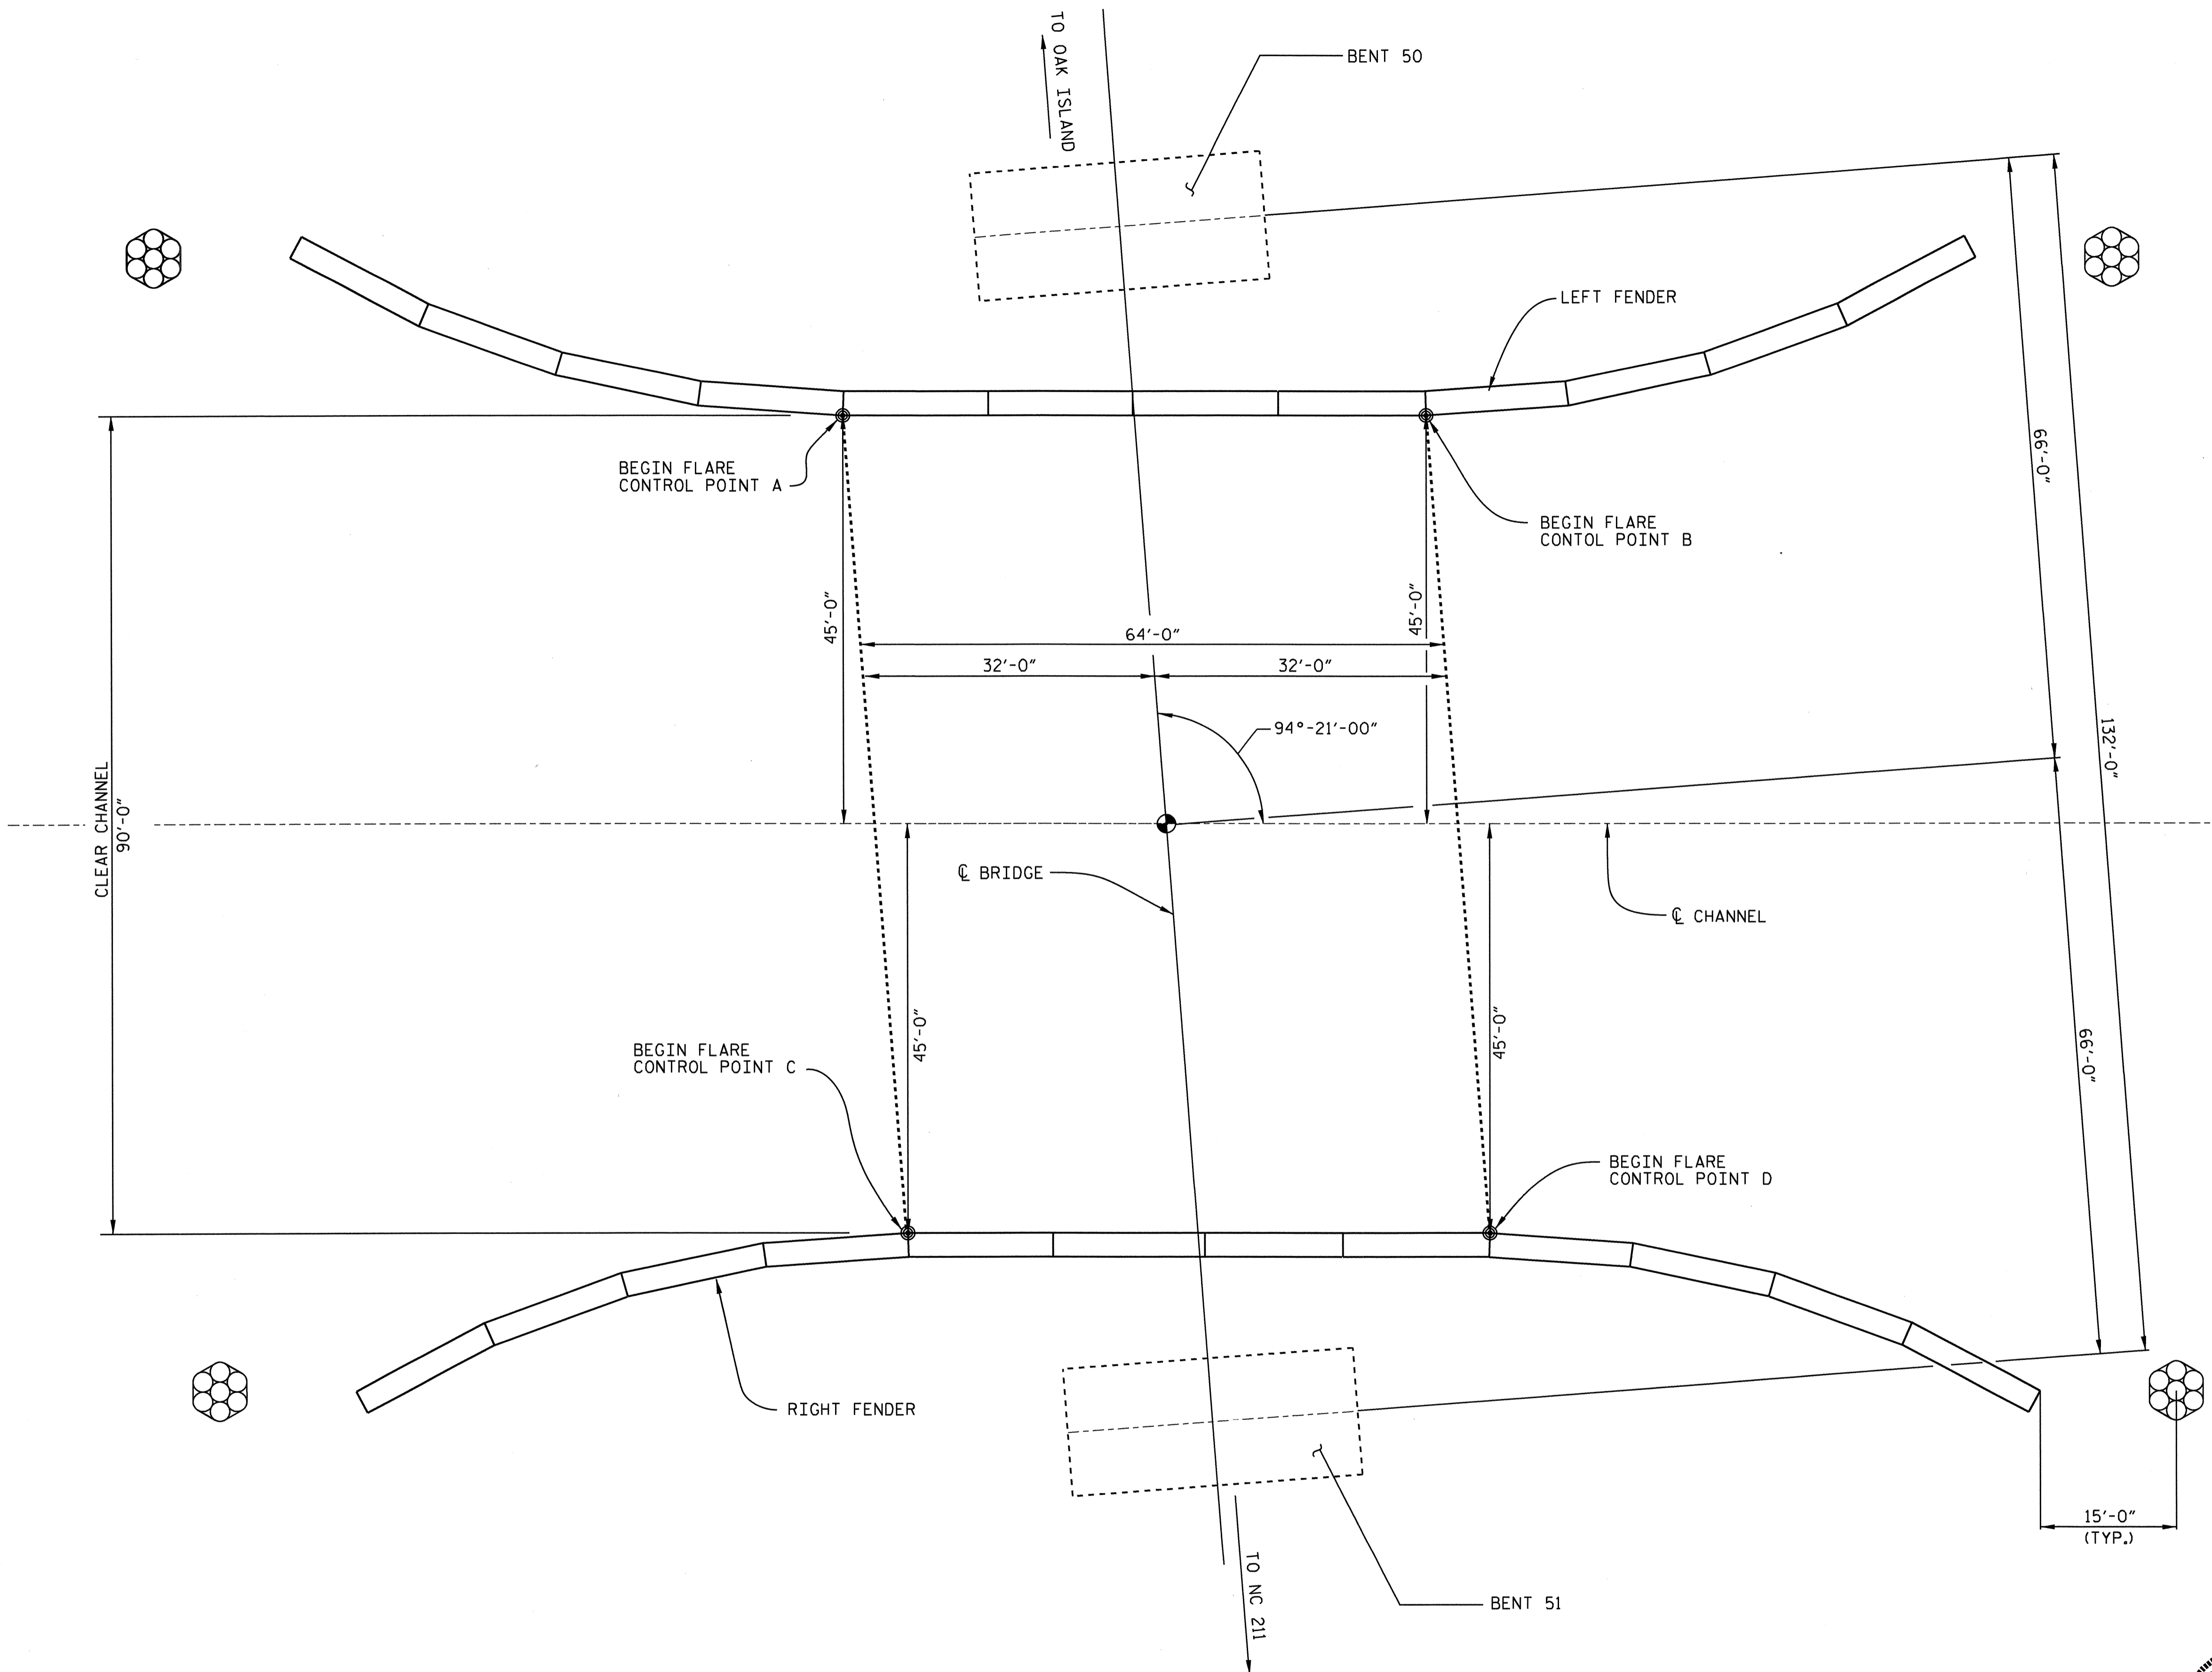 TO OAK ISLAND
BENT 50
LEFT FENDER
66'-0"
BEGIN FLARE
CONTROL POINT A
BEGIN FLARE
CONTOL POINT B
45'-0"
45'-0"
64'-0"
32'-0"
32'-0"
94°-21'-00"
132'-0"
CLEAR CHANNEL
90'-0"
℄ BRIDGE
℄ CHANNEL
45'-0"
45'-0"
66'-0"
BEGIN FLARE
CONTROL POINT C
BEGIN FLARE
CONTROL POINT D
RIGHT FENDER
15'-0"
(TYP.)
TO NC 211
BENT 51